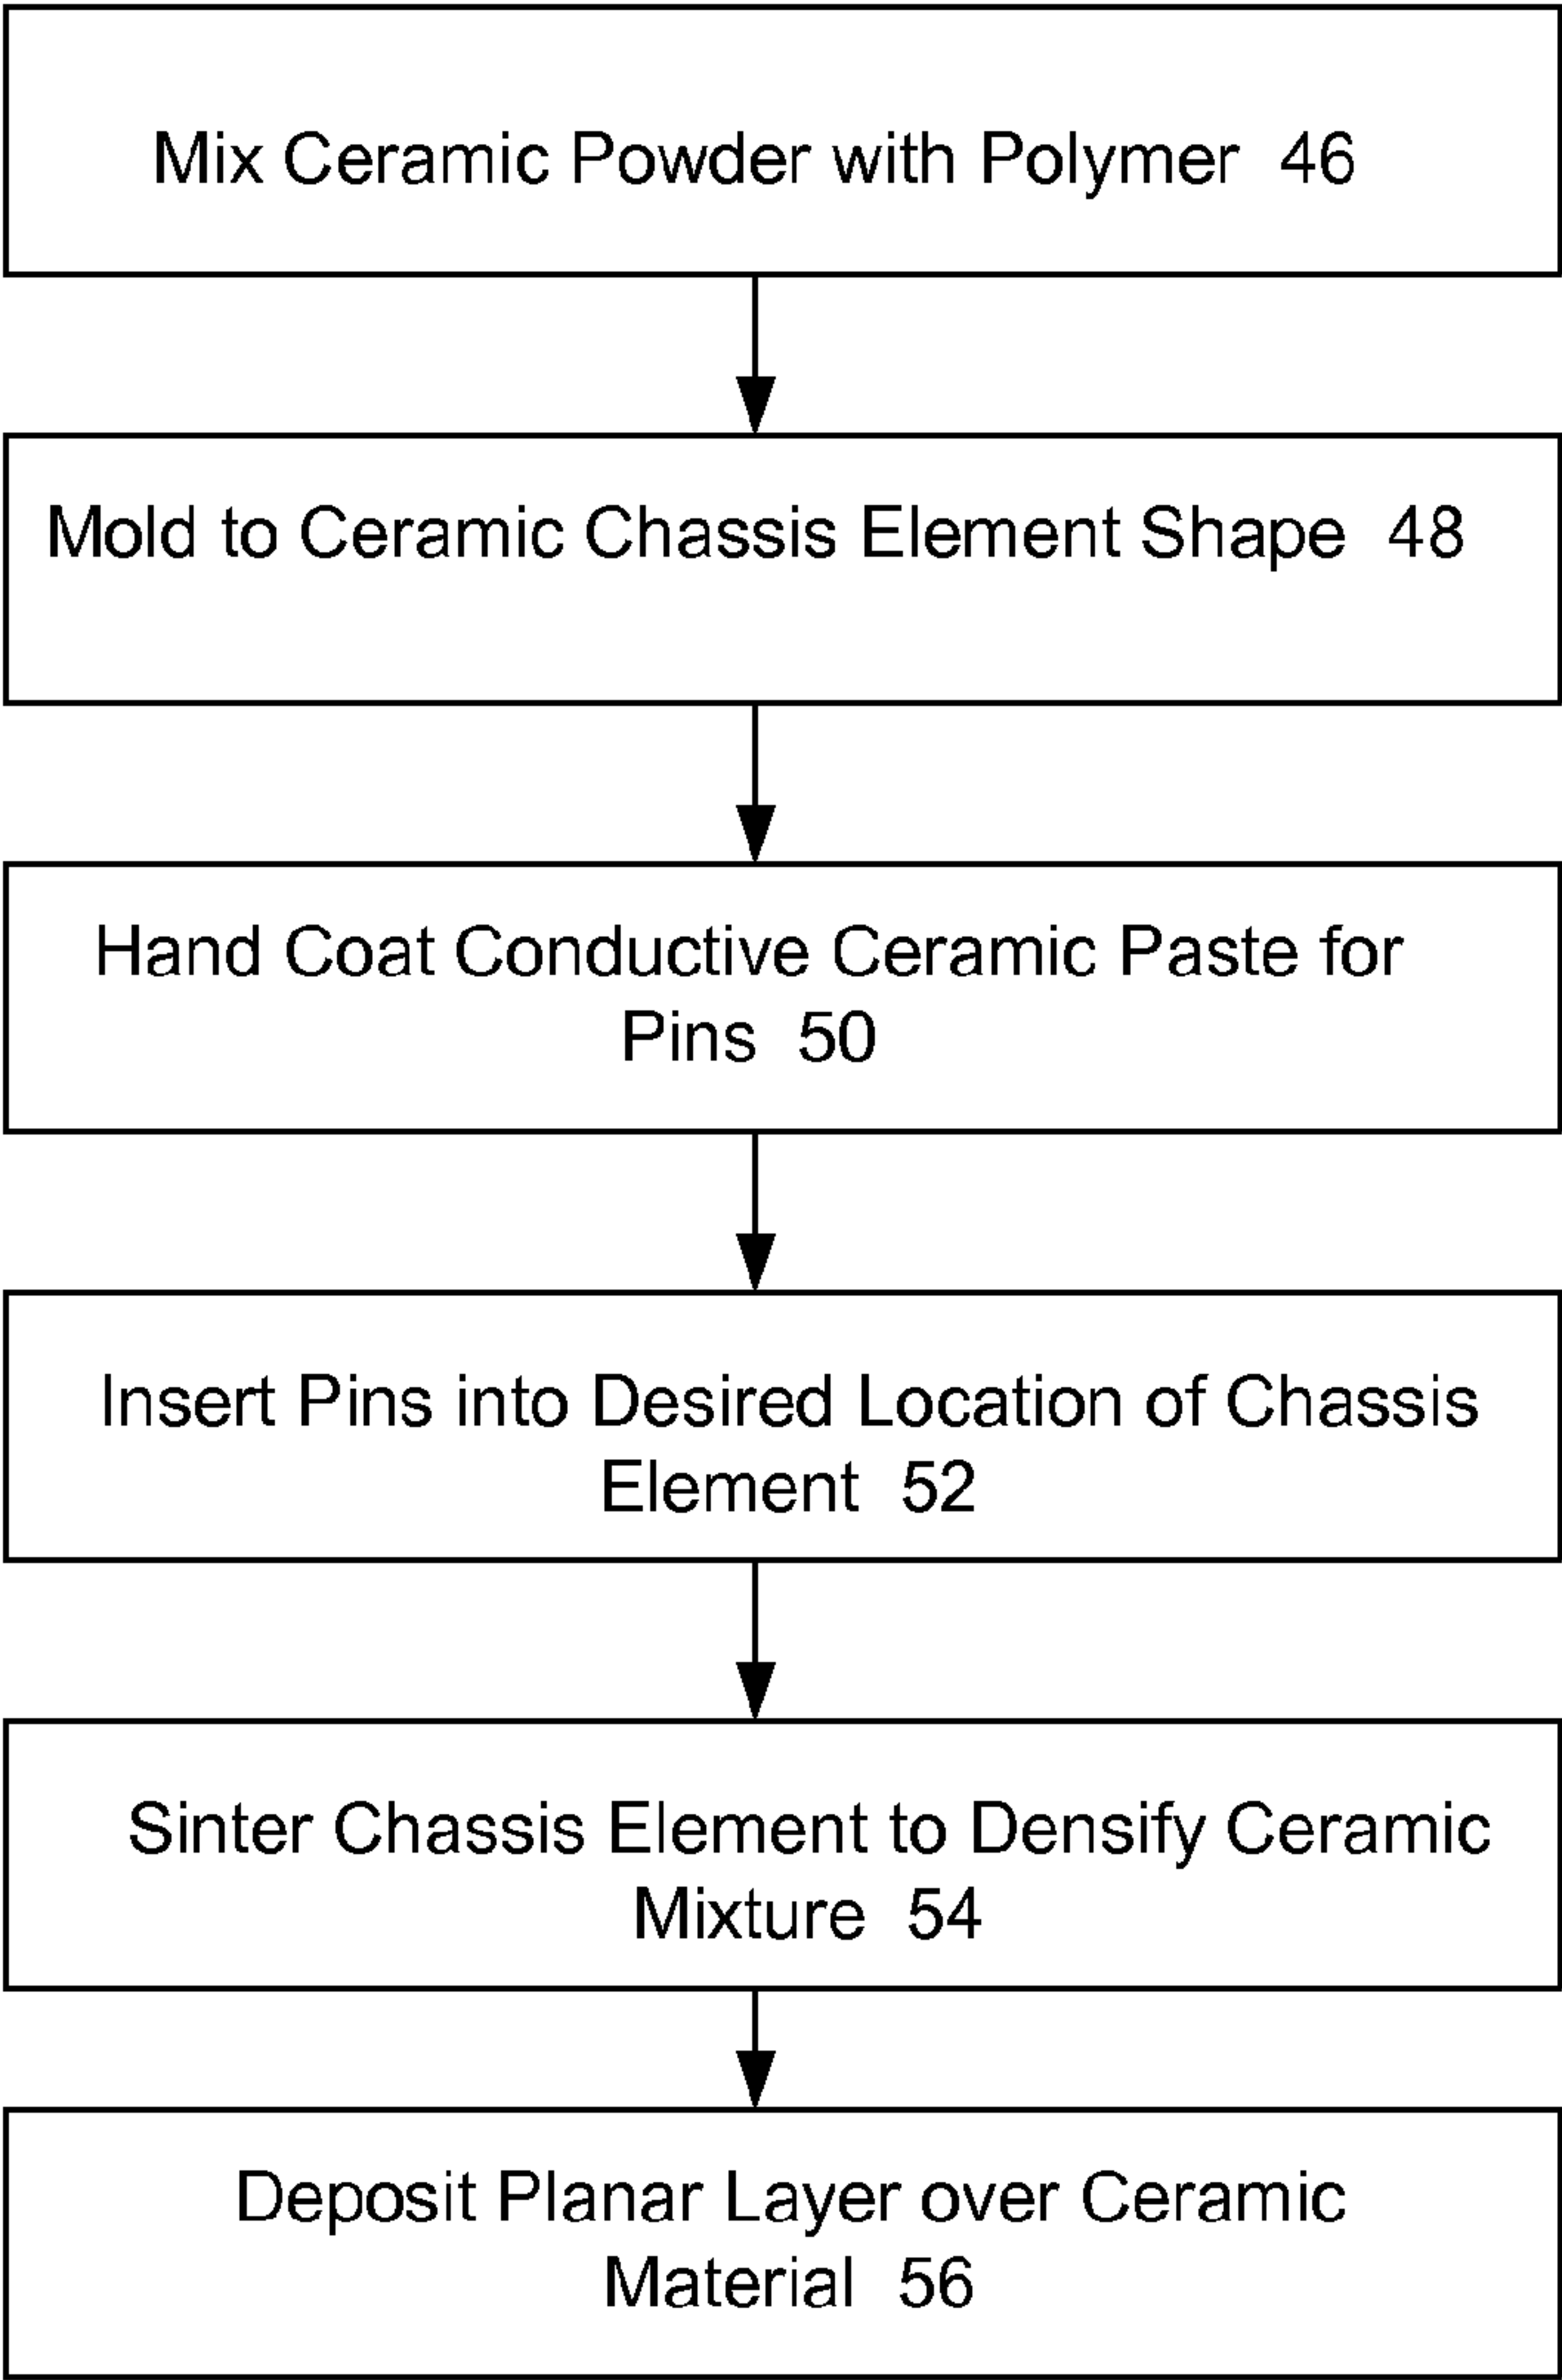 Mix Ceramic Powder with Polymer 46
Mold to Ceramic Chassis Element Shape 48
Hand Coat Conductive Ceramic Paste for
Pins 50
Insert Pins into Desired Location of Chassis
Element 52
Sinter Chassis Element to Densify Ceramic
Mixture 54
Deposit Planar Layer over Ceramic
Material 56